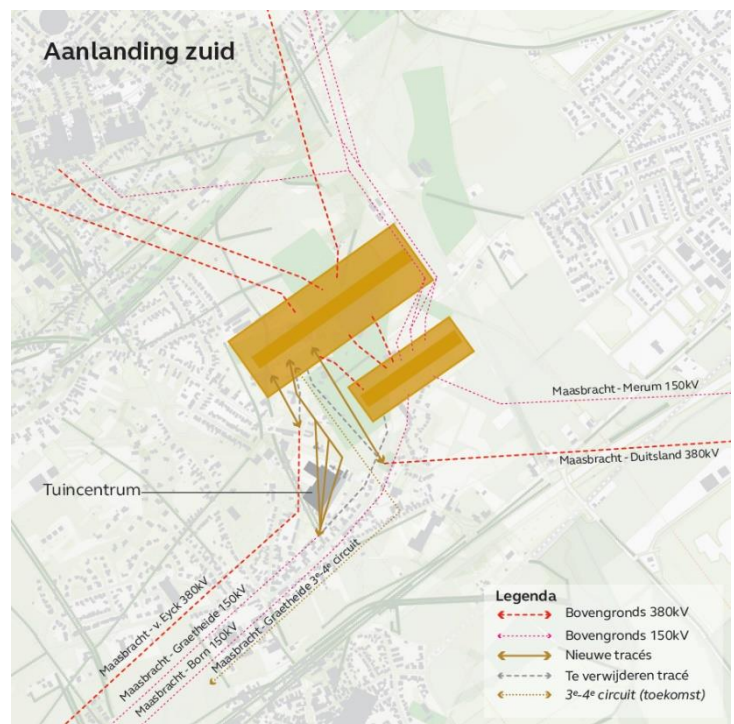 Aanlanding zuid
Maasbracht - Merum 150kV
Maasbracht - Duitsland 380kV
Tuincentrum
Maasbracht - v. Eyck 380kV
Maasbracht - Graetheide 150kV
Maasbracht - Born 150kV
Maasbracht - Graetheide 3e-4e circuit
Legenda
Bovengronds 380kV
Bovengronds 150kV
Nieuwe tracés
Te verwijderen tracé
3e-4e circuit (toekomst)